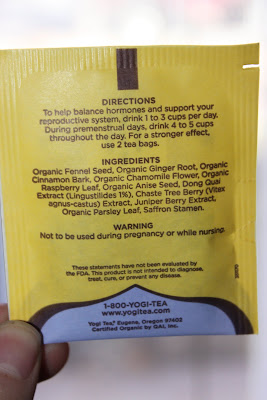 DIRECTIONS
To help balance hormones and support your
reproductive system, drink 1 to 3 cups per day.
During premenstrual days, drink 4 to 5 cups
throughout the day. For a stronger effect,
use 2 tea bags.
INGREDIENTS
Organic Fennel Seed, Organic Ginger Root, Organic
Cinnamon Bark, Organic Chamomile Flower, Organic
Raspberry Leaf, Organic Anise Seed, Dong Quai
Extract (Lingustilides 1%), Chaste Tree Berry (Vitex
agnus-castus) Extract, Juniper Berry Extract,
Organic Parsley Leaf, Saffron Stamen.
WARNING
Not to be used during pregnancy or while nursing.
These statements have not been evaluated by
the FDA. This product is not intended to diagnose,
treat, cure, or prevent any disease.
1-800-YOGI-TEA
www.yogitea.com
Yogi Tea,® Eugene, Oregon 97402
Certified Organic by QAI, Inc.